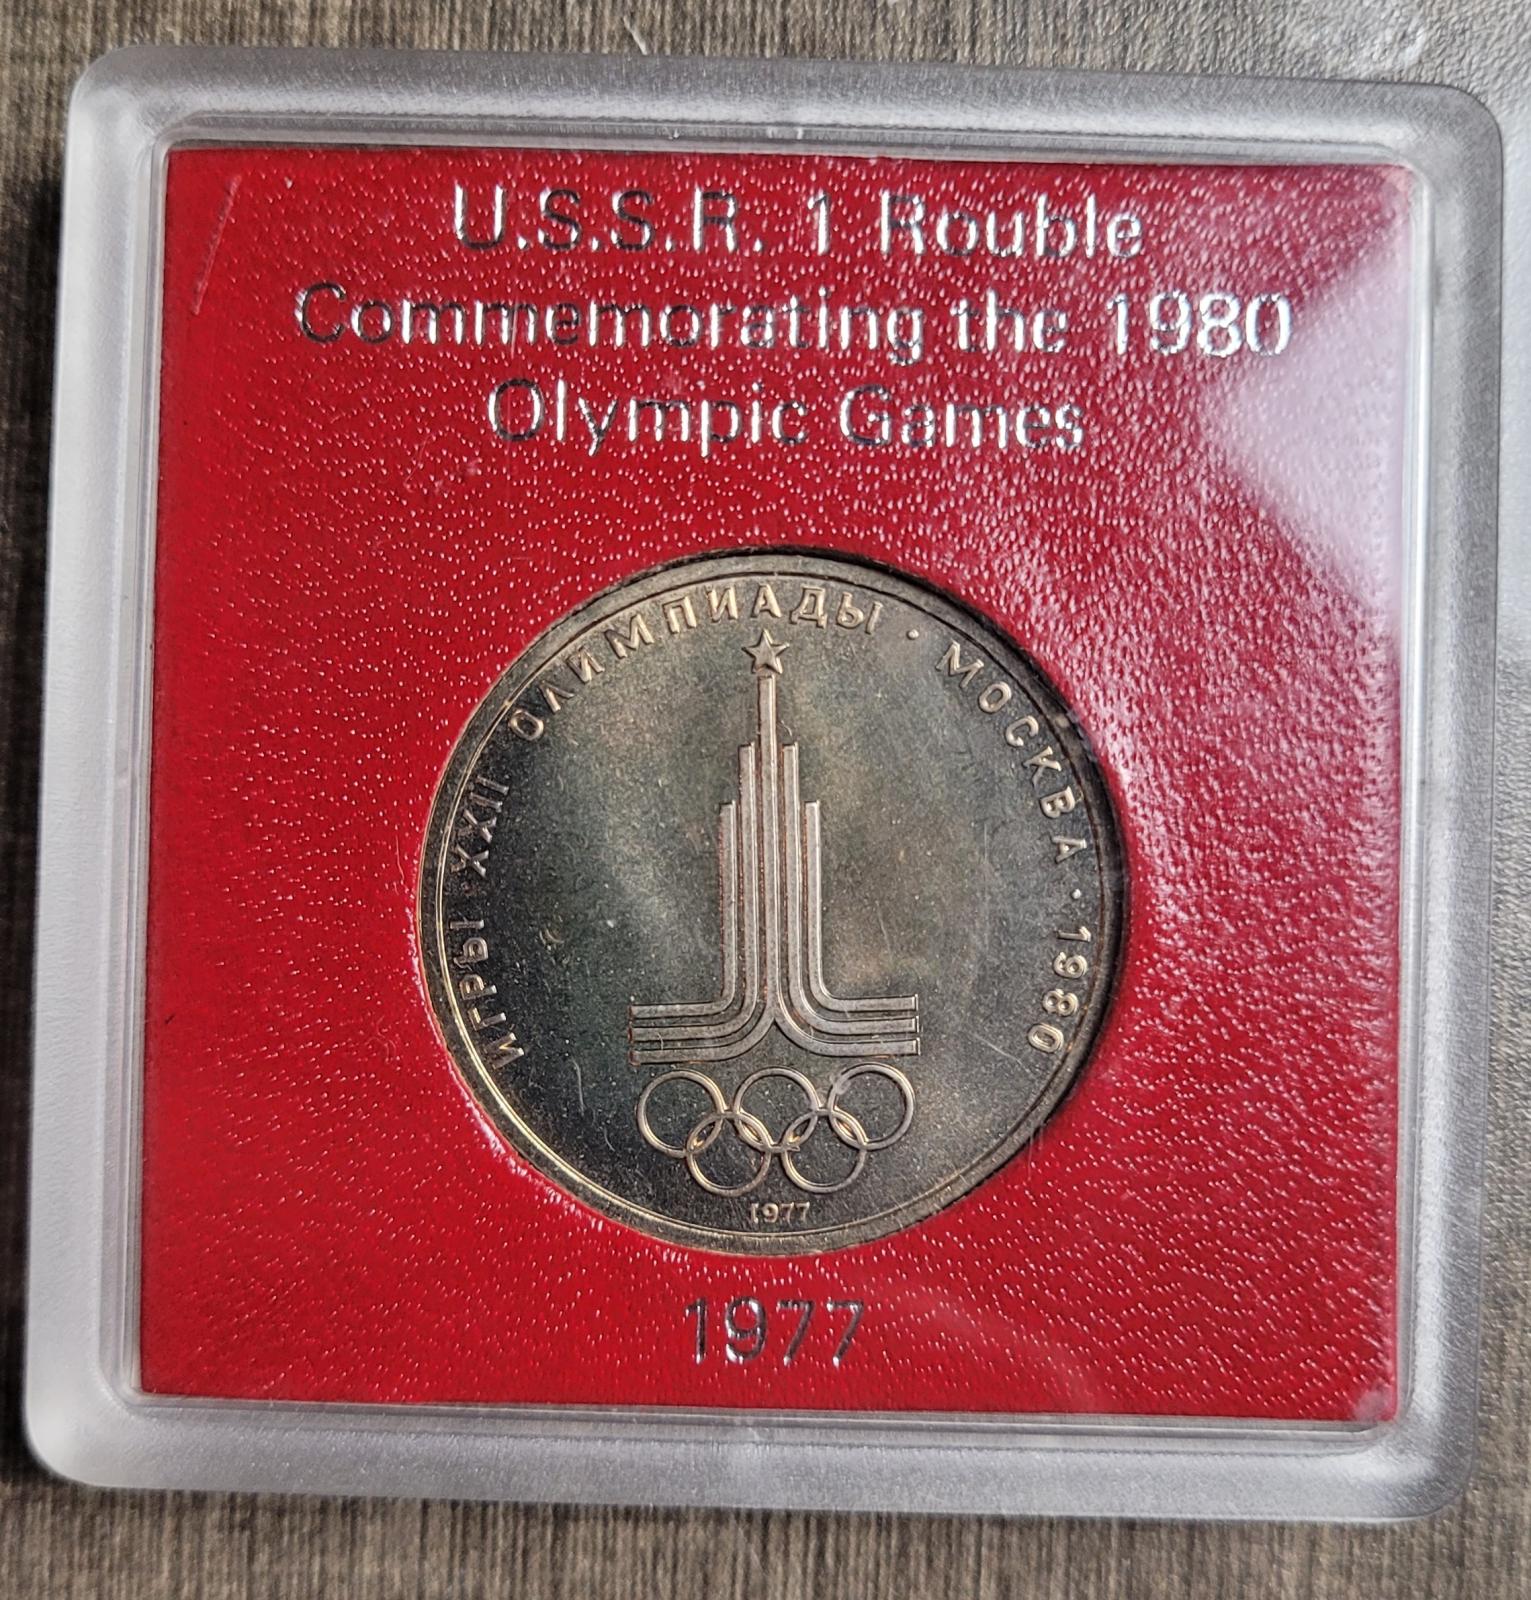 U.S.S.R. 1 Rouble
Commemorating the 1980
Olympic Games
ИГРЫ · XXII ОЛИМПИАДЫ · МОСКВА · 1980
1977
1977